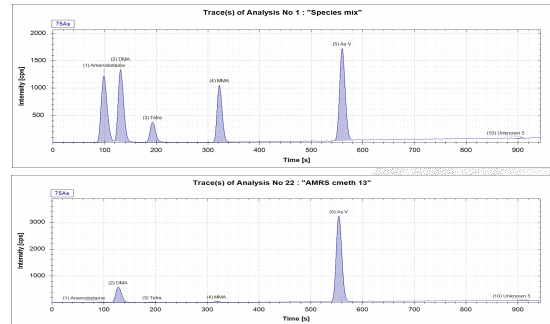 Trace(s) of Analysis No 1 : "Species mix"
75As
Intensity [cps]
2000
1500
1000
500
(1) Arsenobetaine
(2) DMA
(3) Tetra
(4) MMA
(5) As V
(10) Unknown 5
0 100 200 300 400 500 600 700 800 900
Time [s]
Trace(s) of Analysis No 22 : "AMRS cmeth 13"
75As
Intensity [cps]
3000
2000
1000
(1) Arsenobetaine
(2) DMA
(3) Tetra
(4) MMA
(5) As V
(10) Unknown 5
0 100 200 300 400 500 600 700 800 900
Time [s]